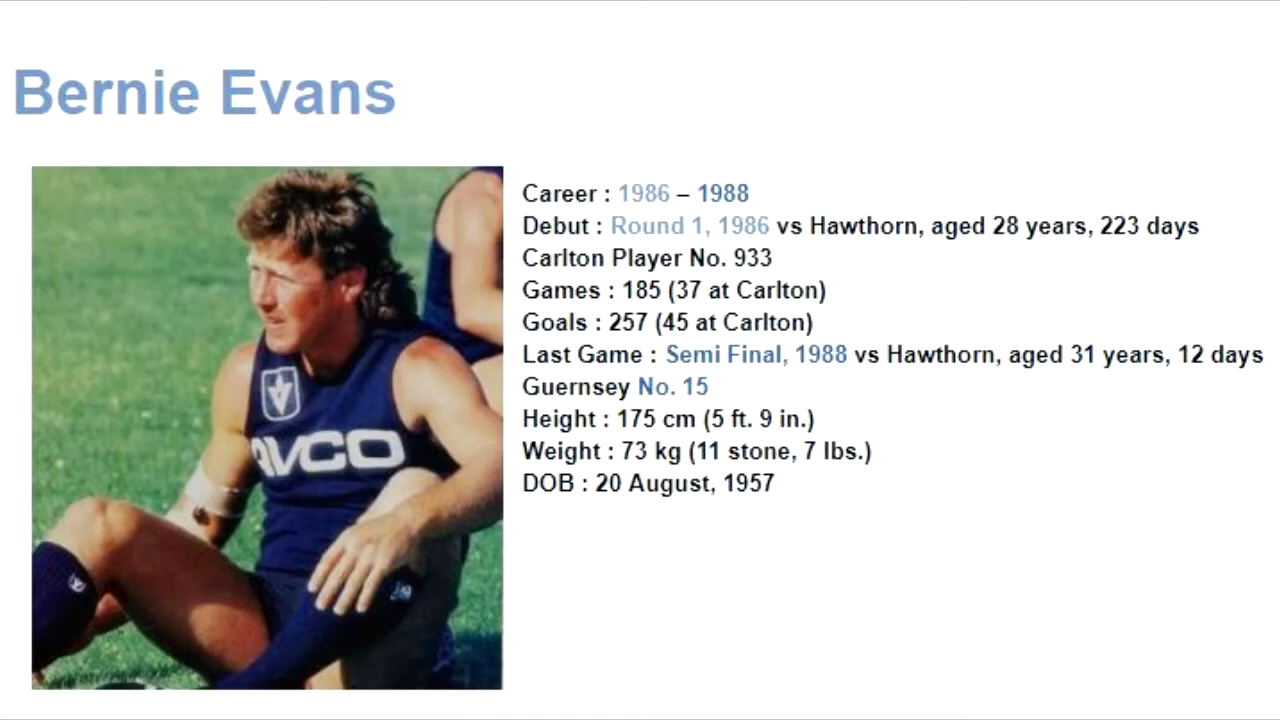 Bernie Evans
Career : 1986 – 1988
Debut : Round 1, 1986 vs Hawthorn, aged 28 years, 223 days
Carlton Player No. 933
Games : 185 (37 at Carlton)
Goals : 257 (45 at Carlton)
Last Game : Semi Final, 1988 vs Hawthorn, aged 31 years, 12 days
Guernsey No. 15
Height : 175 cm (5 ft. 9 in.)
Weight : 73 kg (11 stone, 7 lbs.)
DOB : 20 August, 1957
AVCO